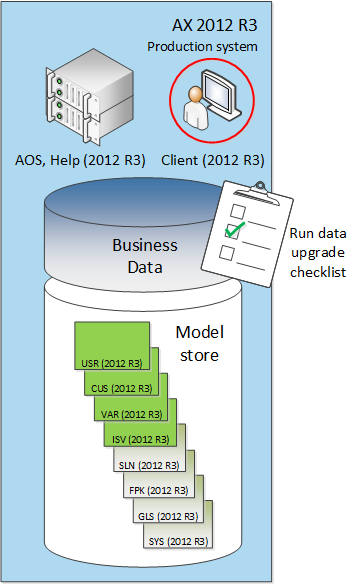 AX 2012 R3
Production system
AOS, Help (2012 R3)
Client (2012 R3)
Business
Data
Run data
upgrade
checklist
Model
store
USR (2012 R3)
CUS (2012 R3)
VAR (2012 R3)
ISV (2012 R3)
SLN (2012 R3)
FPK (2012 R3)
GLS (2012 R3)
SYS (2012 R3)